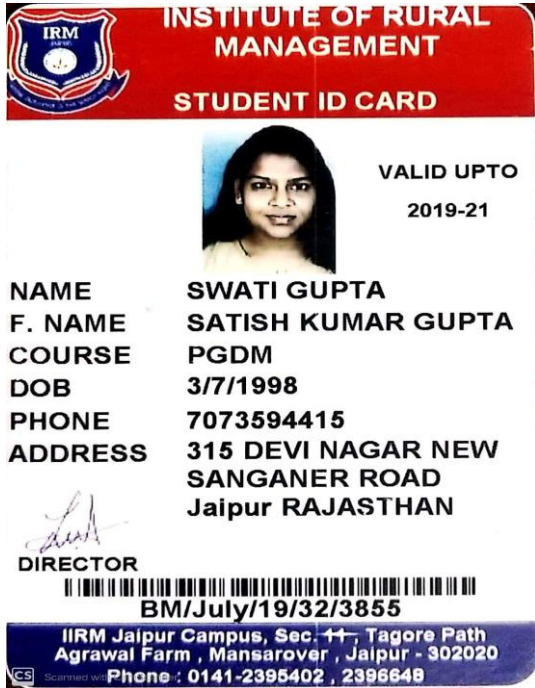 INSTITUTE OF RURAL
MANAGEMENT
IRM
JAIPUR
STUDENT ID CARD
VALID UPTO
2019-21
NAME SWATI GUPTA
F. NAME SATISH KUMAR GUPTA
COURSE PGDM
DOB 3/7/1998
PHONE 7073594415
ADDRESS 315 DEVI NAGAR NEW
SANGANER ROAD
Jaipur RAJASTHAN
DIRECTOR
BM/July/19/32/3855
IIRM Jaipur Campus, Sec. 11, Tagore Path
Agrawal Farm , Mansarover , Jaipur - 302020
Phone : 0141-2395402 , 2396648
CS Scanned with